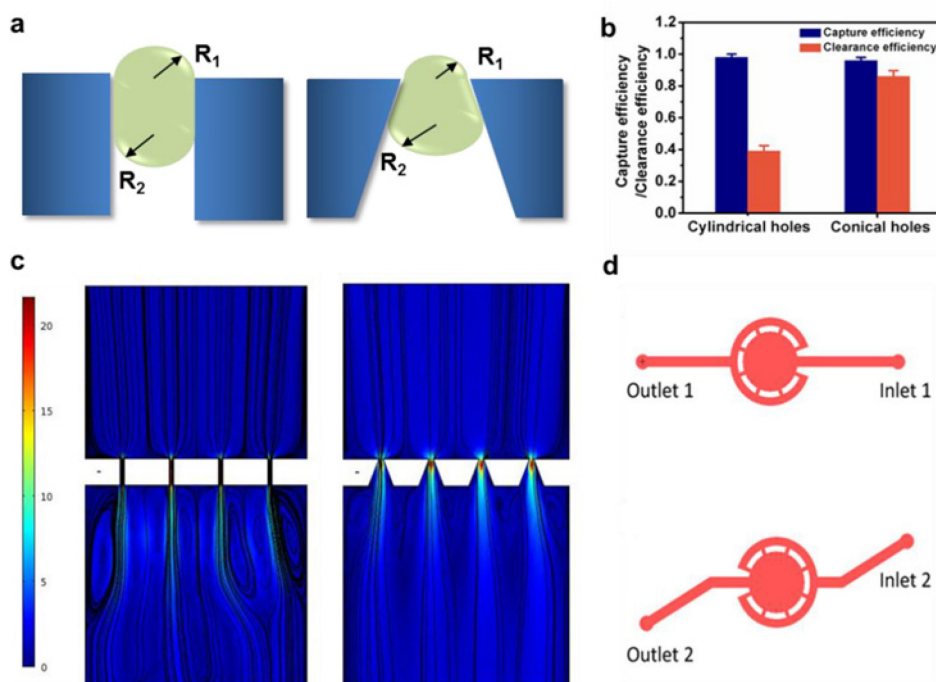 a
R1
R2
R1
R2
b
Capture efficiency
/Clearance efficiency
1.2
1.0
0.8
0.6
0.4
0.2
0.0
Capture efficiency
Clearance efficiency
Cylindrical holes
Conical holes
c
20
15
10
5
0
d
Outlet 1
Inlet 1
Inlet 2
Outlet 2